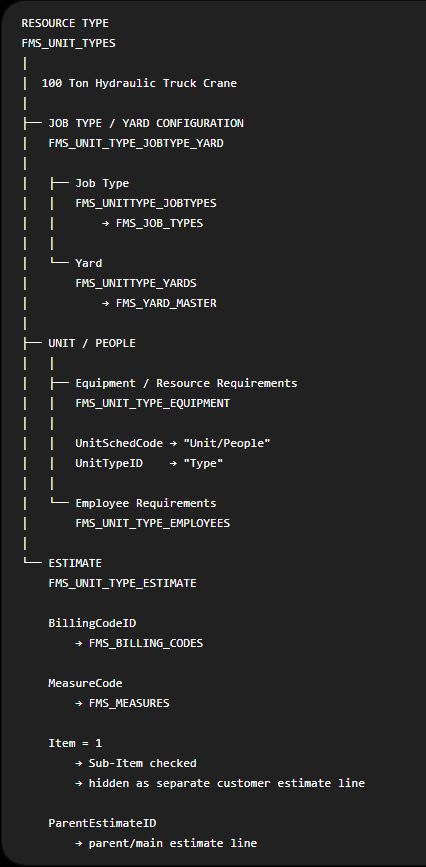 RESOURCE TYPE
FMS_UNIT_TYPES
│
│  100 Ton Hydraulic Truck Crane
│
├── JOB TYPE / YARD CONFIGURATION
│   FMS_UNIT_TYPE_JOBTYPE_YARD
│
│   ├── Job Type
│   │   FMS_UNITTYPE_JOBTYPES
│   │       → FMS_JOB_TYPES
│   │
│   └── Yard
│       FMS_UNITTYPE_YARDS
│           → FMS_YARD_MASTER
│
├── UNIT / PEOPLE
│   │
│   ├── Equipment / Resource Requirements
│   │   FMS_UNIT_TYPE_EQUIPMENT
│   │
│   │   UnitSchedCode → "Unit/People"
│   │   UnitTypeID    → "Type"
│   │
│   └── Employee Requirements
│       FMS_UNIT_TYPE_EMPLOYEES
│
└── ESTIMATE
    FMS_UNIT_TYPE_ESTIMATE

    BillingCodeID
        → FMS_BILLING_CODES

    MeasureCode
        → FMS_MEASURES

    Item = 1
        → Sub-Item checked
        → hidden as separate customer estimate line

    ParentEstimateID
        → parent/main estimate line